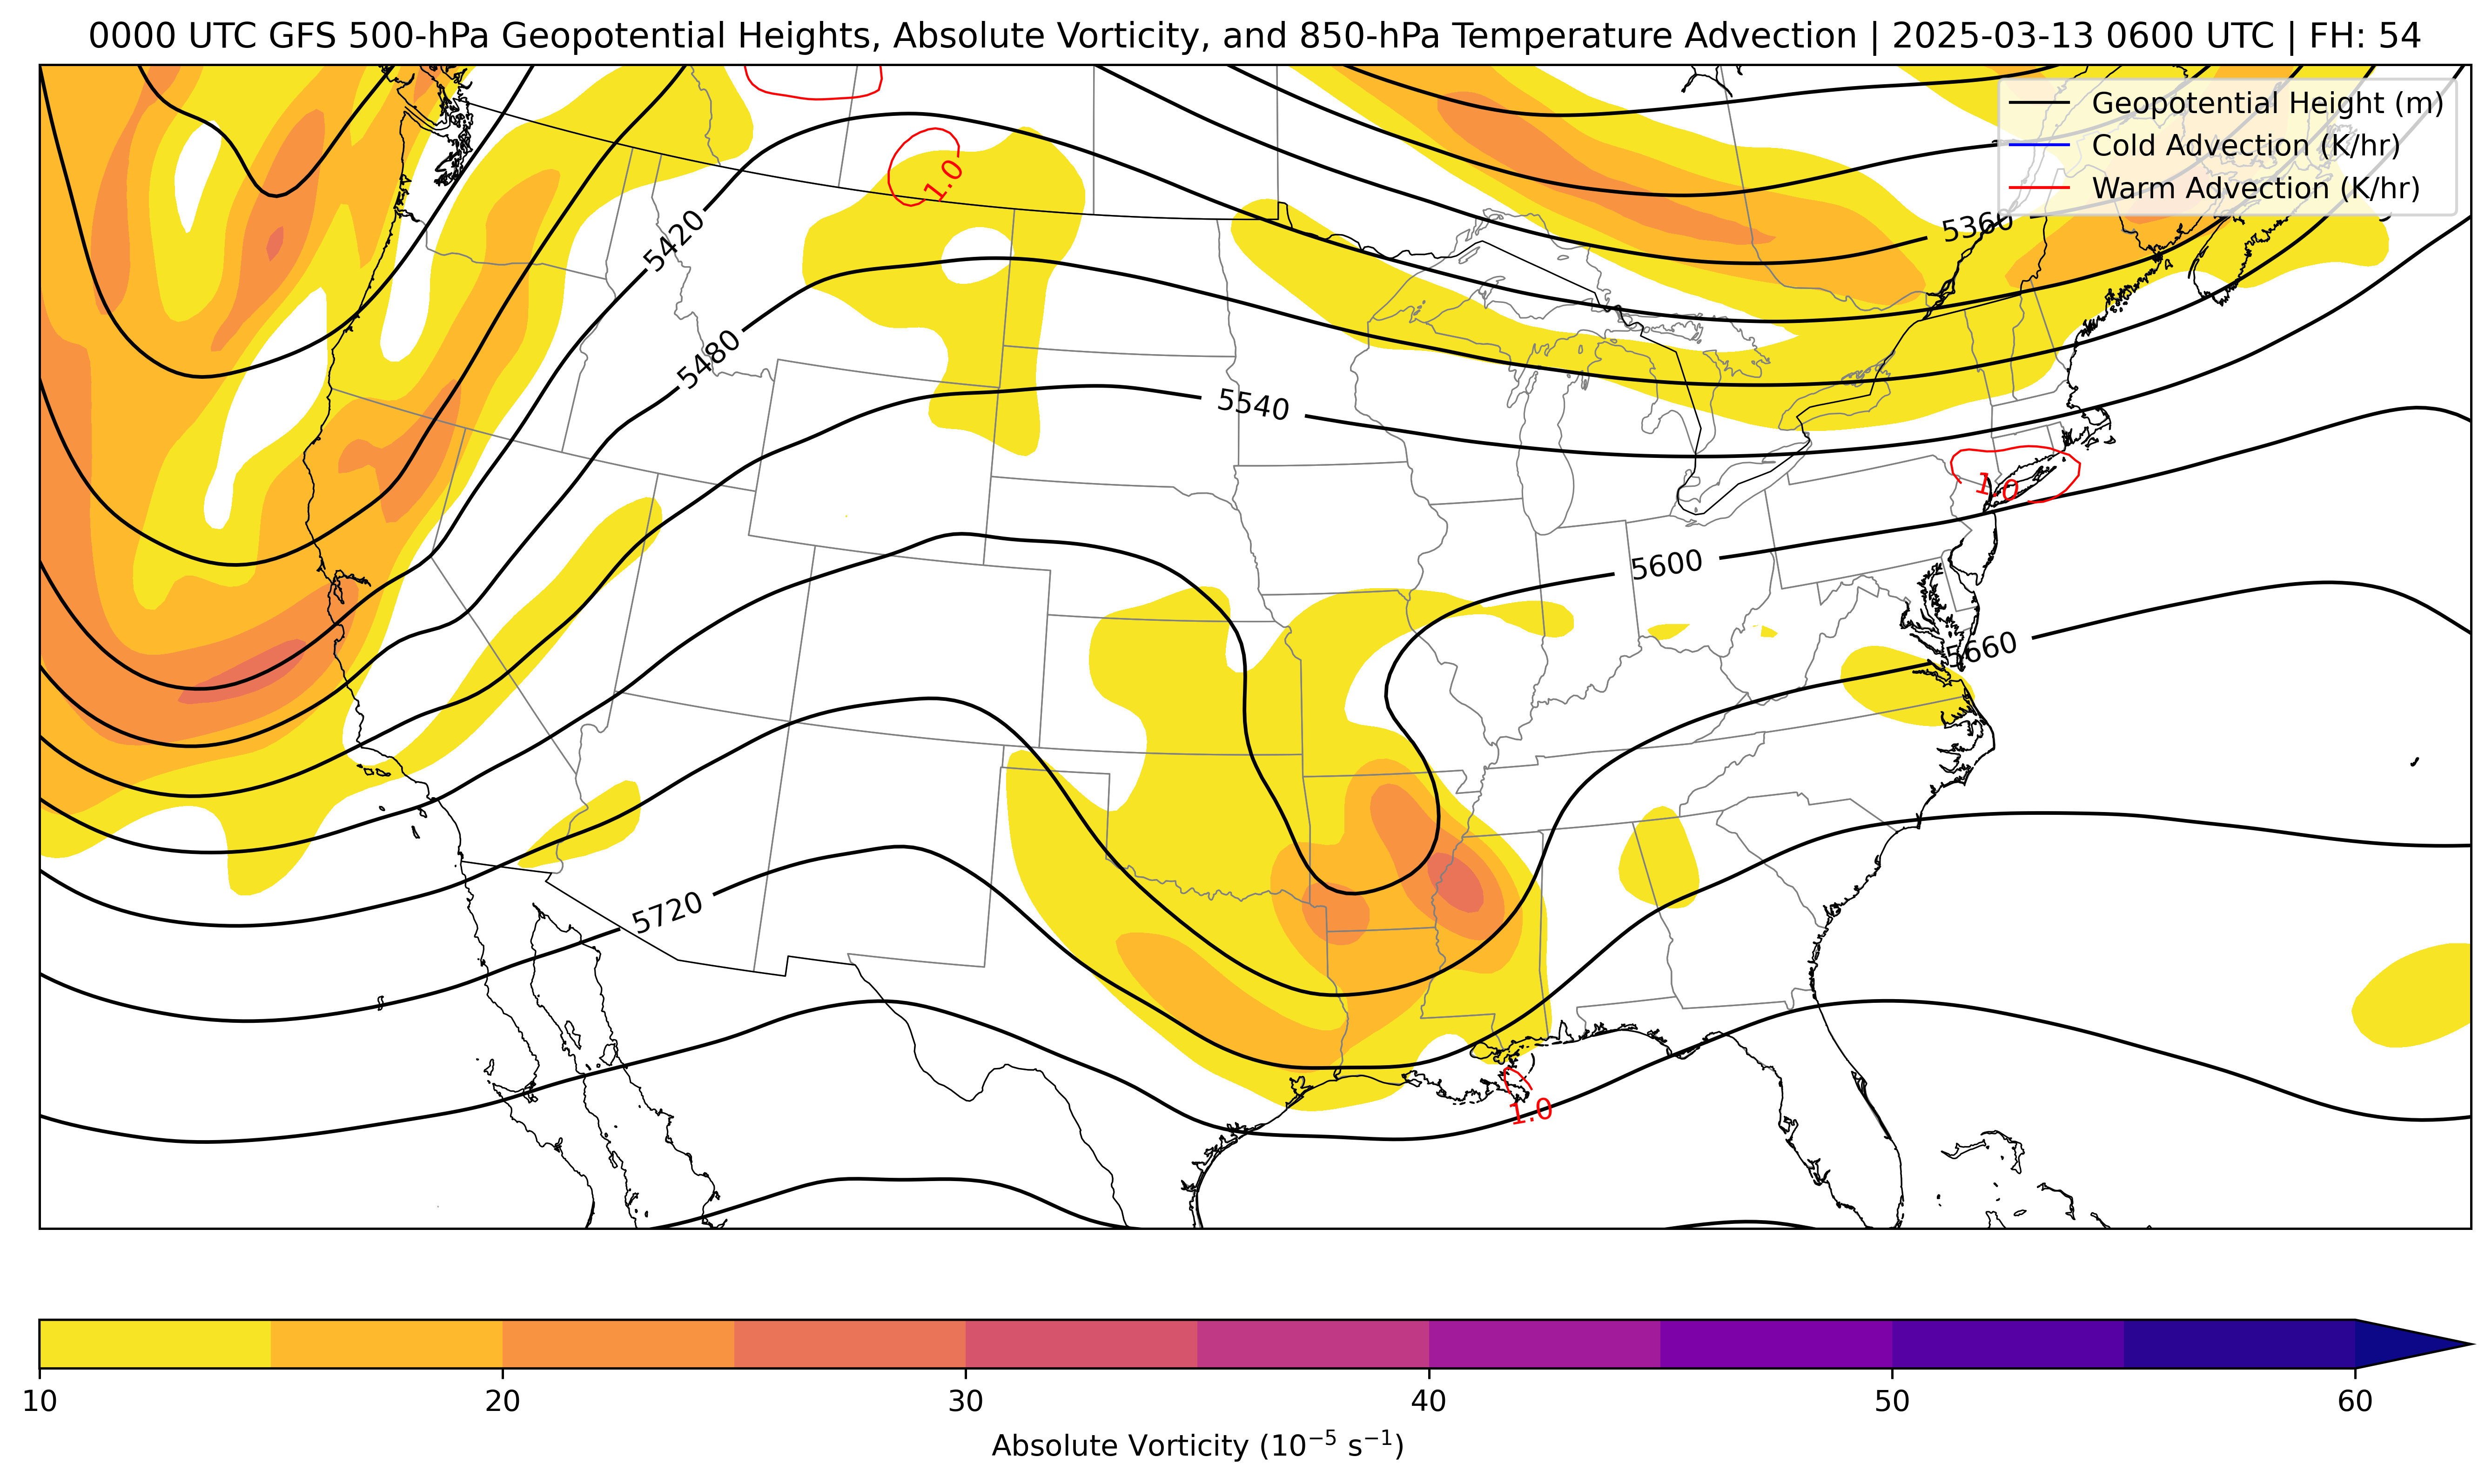 0000 UTC GFS 500-hPa Geopotential Heights, Absolute Vorticity, and 850-hPa Temperature Advection | 2025-03-13 0600 UTC | FH: 54
Geopotential Height (m)
Cold Advection (K/hr)
Warm Advection (K/hr)
1.0
5360
5420
5480
5540
1.0
5600
5660
5720
1.0
10 20 30 40 50 60
Absolute Vorticity (10⁻⁵ s⁻¹)